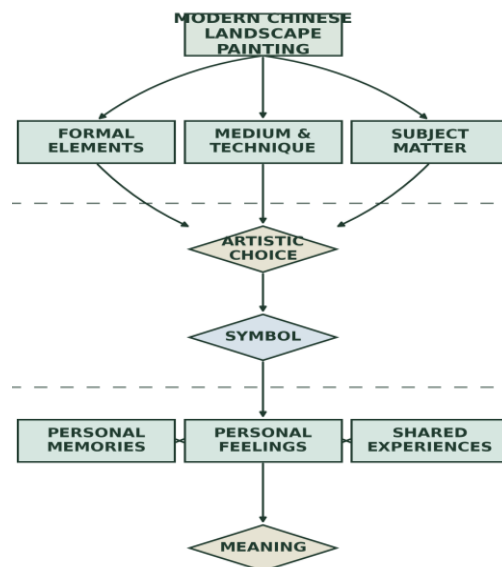 MODERN CHINESE
LANDSCAPE
PAINTING
FORMAL
ELEMENTS
MEDIUM &
TECHNIQUE
SUBJECT
MATTER
ARTISTIC
CHOICE
SYMBOL
PERSONAL
MEMORIES
PERSONAL
FEELINGS
SHARED
EXPERIENCES
MEANING